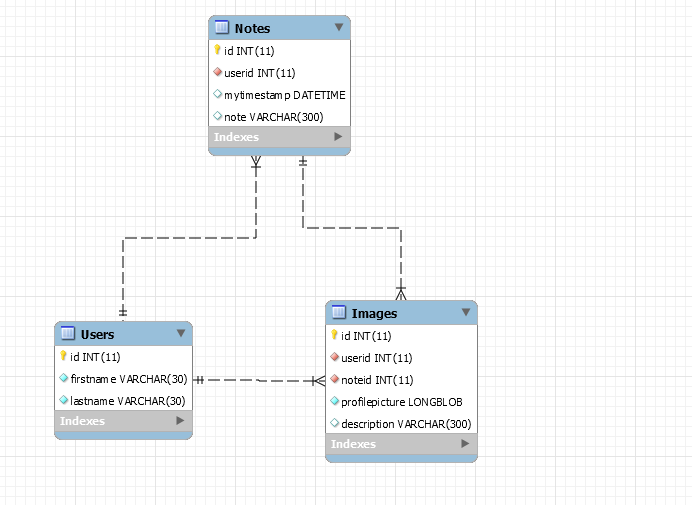 Notes
id INT(11)
userid INT(11)
mytimestamp DATETIME
note VARCHAR(300)
Indexes
Users
id INT(11)
firstname VARCHAR(30)
lastname VARCHAR(30)
Indexes
Images
id INT(11)
userid INT(11)
noteid INT(11)
profilepicture LONGBLOB
description VARCHAR(300)
Indexes